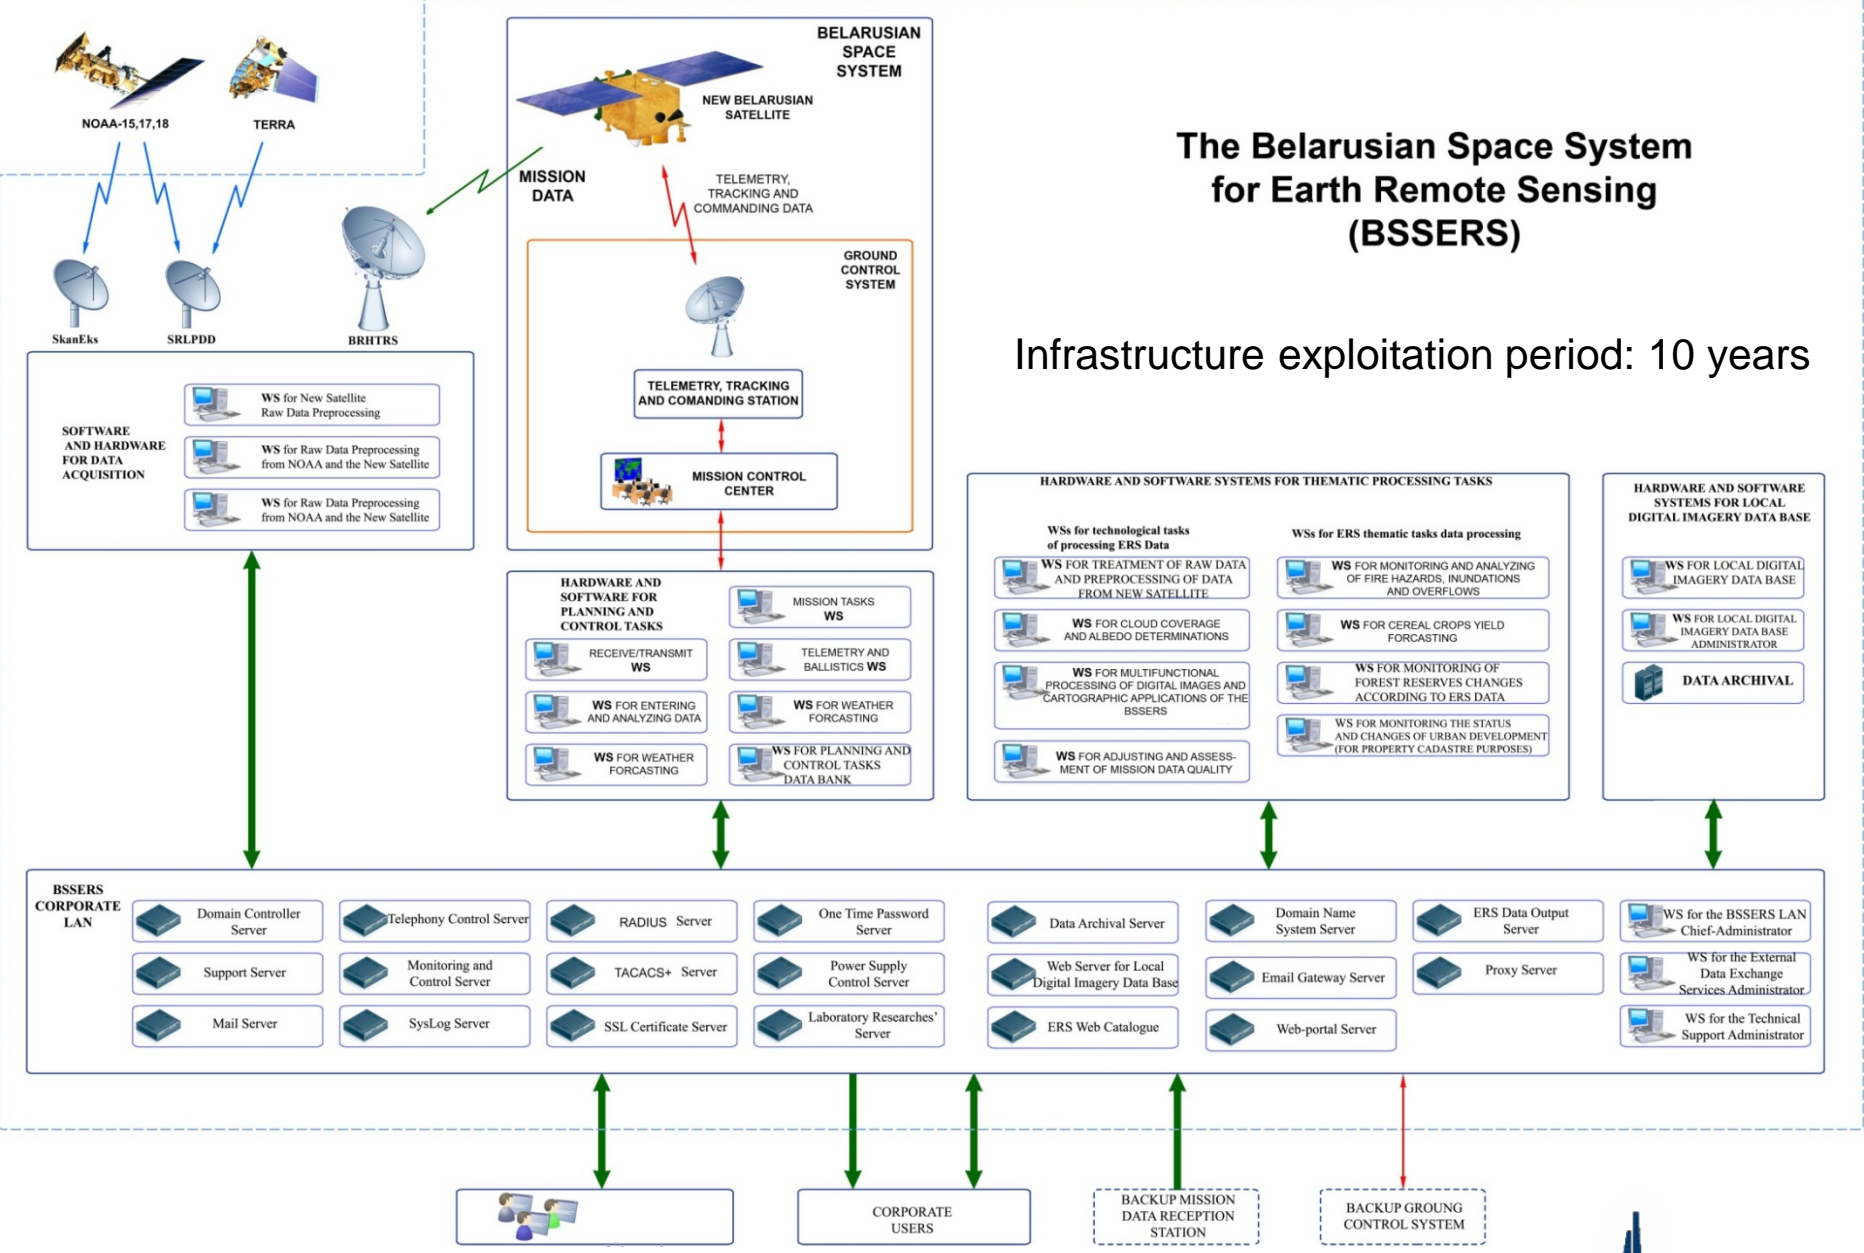 NOAA-15,17,18
TERRA
BELARUSIAN
SPACE
SYSTEM
NEW BELARUSIAN
SATELLITE
MISSION
DATA
TELEMETRY,
TRACKING AND
COMMANDING DATA
The Belarusian Space System
for Earth Remote Sensing
(BSSERS)
Infrastructure exploitation period: 10 years
SkanEks
SRLPDD
BRHTRS
GROUND
CONTROL
SYSTEM
TELEMETRY, TRACKING
AND COMANDING STATION
MISSION CONTROL
CENTER
SOFTWARE
AND HARDWARE
FOR DATA
ACQUISITION
WS for New Satellite
Raw Data Preprocessing
WS for Raw Data Preprocessing
from NOAA and the New Satellite
WS for Raw Data Preprocessing
from NOAA and the New Satellite
HARDWARE AND
SOFTWARE FOR
PLANNING AND
CONTROL TASKS
MISSION TASKS
WS
RECEIVE/TRANSMIT
WS
TELEMETRY AND
BALLISTICS WS
WS FOR ENTERING
AND ANALYZING DATA
WS FOR WEATHER
FORCASTING
WS FOR WEATHER
FORCASTING
WS FOR PLANNING AND
CONTROL TASKS
DATA BANK
HARDWARE AND SOFTWARE SYSTEMS FOR THEMATIC PROCESSING TASKS
WSs for technological tasks
of processing ERS Data
WS FOR TREATMENT OF RAW DATA
AND PREPROCESSING OF DATA
FROM NEW SATELLITE
WS FOR CLOUD COVERAGE
AND ALBEDO DETERMINATIONS
WS FOR MULTIFUNCTIONAL
PROCESSING OF DIGITAL IMAGES AND
CARTOGRAPHIC APPLICATIONS OF THE
BSSERS
WS FOR ADJUSTING AND ASSESS-
MENT OF MISSION DATA QUALITY
WSs for ERS thematic tasks data processing
WS FOR MONITORING AND ANALYZING
OF FIRE HAZARDS, INUNDATIONS
AND OVERFLOWS
WS FOR CEREAL CROPS YIELD
FORCASTING
WS FOR MONITORING OF
FOREST RESERVES CHANGES
ACCORDING TO ERS DATA
WS FOR MONITORING THE STATUS
AND CHANGES OF URBAN DEVELOPMENT
(FOR PROPERTY CADASTRE PURPOSES)
HARDWARE AND SOFTWARE
SYSTEMS FOR LOCAL
DIGITAL IMAGERY DATA BASE
WS FOR LOCAL DIGITAL
IMAGERY DATA BASE
WS FOR LOCAL DIGITAL
IMAGERY DATA BASE
ADMINISTRATOR
DATA ARCHIVAL
BSSERS
CORPORATE
LAN
Domain Controller
Server
Telephony Control Server
RADIUS Server
One Time Password
Server
Data Archival Server
Domain Name
System Server
ERS Data Output
Server
WS for the BSSERS LAN
Chief-Administrator
Support Server
Monitoring and
Control Server
TACACS+ Server
Power Supply
Control Server
Web Server for Local
Digital Imagery Data Base
Email Gateway Server
Proxy Server
WS for the External
Data Exchange
Services Administrator
Mail Server
SysLog Server
SSL Certificate Server
Laboratory Researches’
Server
ERS Web Catalogue
Web-portal Server
WS for the Technical
Support Administrator
CORPORATE
USERS
BACKUP MISSION
DATA RECEPTION
STATION
BACKUP GROUNG
CONTROL SYSTEM